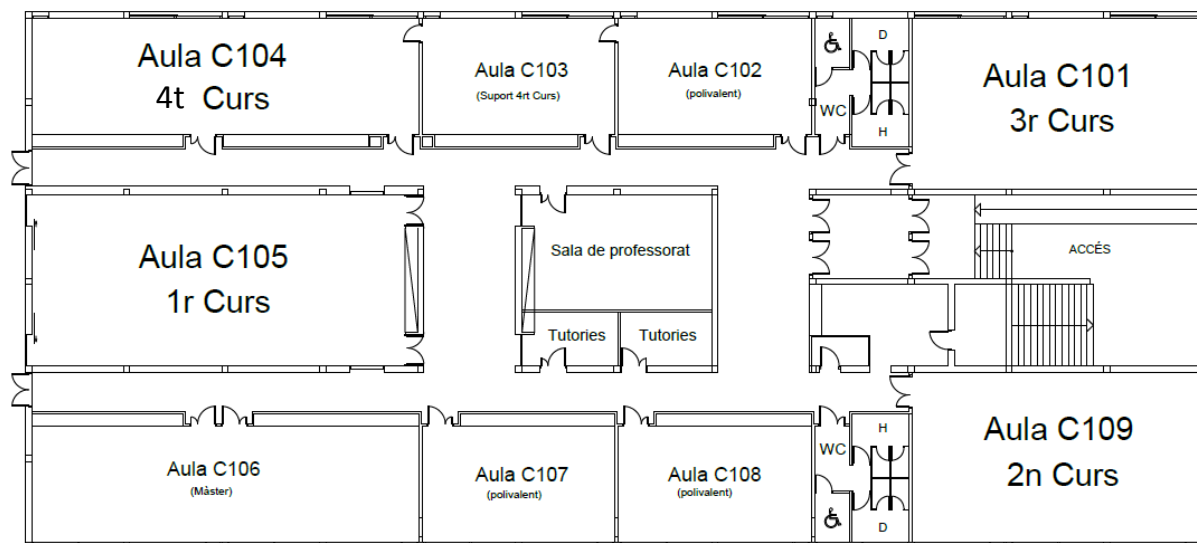 Aula C104
4t Curs
Aula C103
(Suport 4rt Curs)
Aula C102
(polivalent)
D
WC
H
Aula C101
3r Curs
Aula C105
1r Curs
Sala de professorat
Tutories
Tutories
ACCÉS
Aula C106
(Màster)
Aula C107
(polivalent)
Aula C108
(polivalent)
H
WC
D
Aula C109
2n Curs